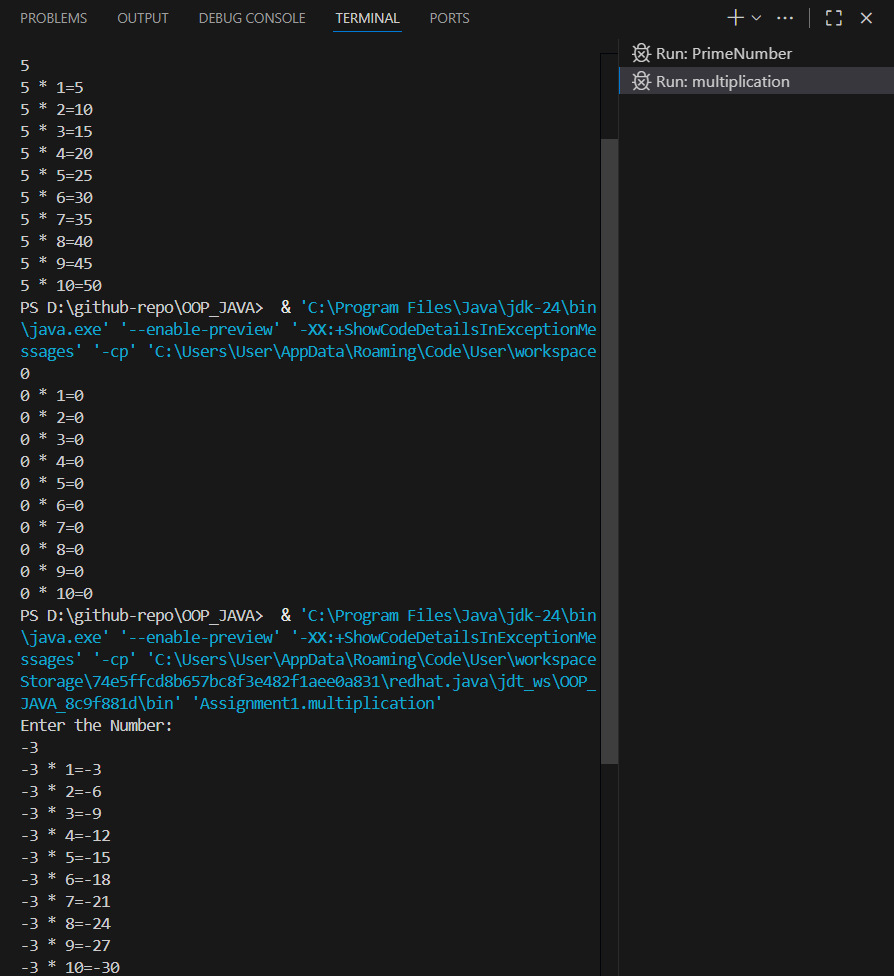 PROBLEMS OUTPUT DEBUG CONSOLE TERMINAL PORTS
5
5 * 1=5
5 * 2=10
5 * 3=15
5 * 4=20
5 * 5=25
5 * 6=30
5 * 7=35
5 * 8=40
5 * 9=45
5 * 10=50
PS D:\github-repo\OOP_JAVA>  & 'C:\Program Files\Java\jdk-24\bin
\java.exe' '--enable-preview' '-XX:+ShowCodeDetailsInExceptionMe
ssages' '-cp' 'C:\Users\User\AppData\Roaming\Code\User\workspace
0
0 * 1=0
0 * 2=0
0 * 3=0
0 * 4=0
0 * 5=0
0 * 6=0
0 * 7=0
0 * 8=0
0 * 9=0
0 * 10=0
PS D:\github-repo\OOP_JAVA>  & 'C:\Program Files\Java\jdk-24\bin
\java.exe' '--enable-preview' '-XX:+ShowCodeDetailsInExceptionMe
ssages' '-cp' 'C:\Users\User\AppData\Roaming\Code\User\workspace
Storage\74e5ffcd8b657bc8f3e482f1aee0a831\redhat.java\jdt_ws\OOP_
JAVA_8c9f881d\bin' 'Assignment1.multiplication'
Enter the Number:
-3
-3 * 1=-3
-3 * 2=-6
-3 * 3=-9
-3 * 4=-12
-3 * 5=-15
-3 * 6=-18
-3 * 7=-21
-3 * 8=-24
-3 * 9=-27
-3 * 10=-30
Run: PrimeNumber
Run: multiplication